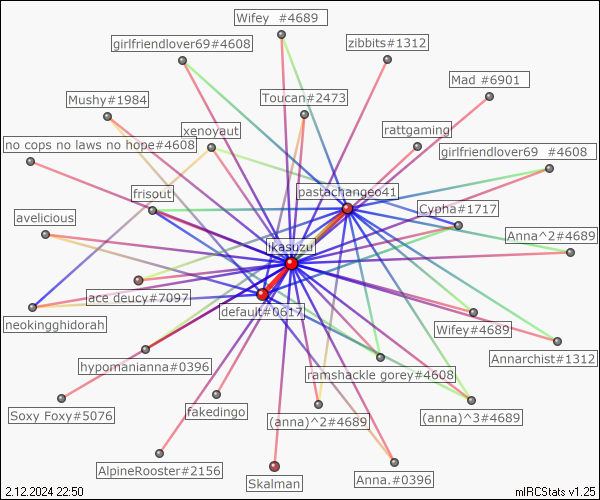 Wifey #4689
girlfriendlover69#4608
zibbits#1312
Mad #6901
Mushy#1984
Toucan#2473
xenoyaut
rattgaming
no cops no laws no hope#4608
girlfriendlover69 #4608
frisout
pastachangeo41
Cypha#1717
avelicious
Anna^2#4689
ikasuzu
ace deucy#7097
default#0617
neokingghidorah
Wifey#4689
Annarchist#1312
hypomanianna#0396
ramshackle gorey#4608
Soxy Foxy#5076
fakedingo
(anna)^2#4689
(anna)^3#4689
AlpineRooster#2156
Skalman
Anna.#0396
2.12.2024 22:50
mIRCStats v1.25